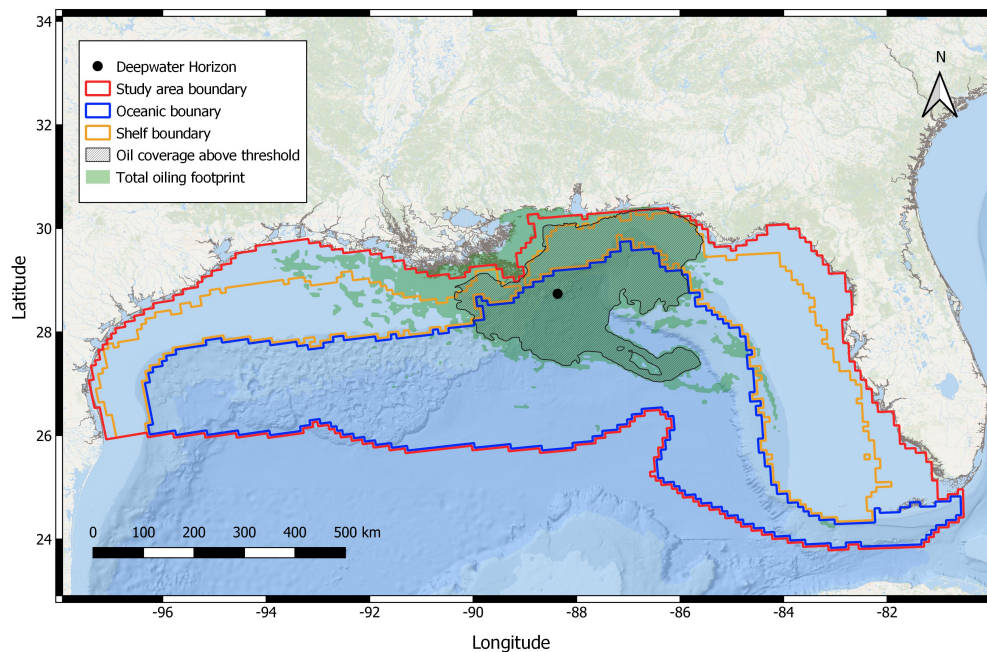 34
32
30
28
26
24
Latitude
Deepwater Horizon
Study area boundary
Oceanic bounary
Shelf boundary
Oil coverage above threshold
Total oiling footprint
N
0 100 200 300 400 500 km
-96 -94 -92 -90 -88 -86 -84 -82 -80
Longitude